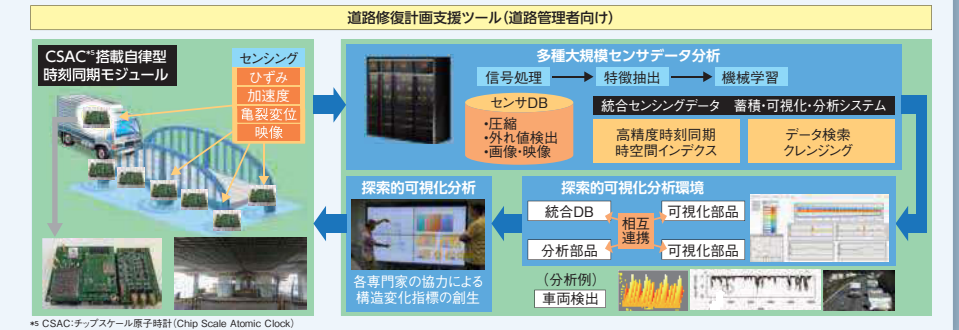 道路修復計画支援ツール(道路管理者向け)
CSAC*5搭載自律型
時刻同期モジュール
センシング
ひずみ
加速度
亀裂変位
映像
多種大規模センサデータ分析
信号処理
特徴抽出
機械学習
センサDB
・圧縮
・外れ値検出
・画像・映像
統合センシングデータ 蓄積・可視化・分析システム
高精度時刻同期
時空間インデクス
データ検索
クレンジング
探索的可視化分析
各専門家の協力による
構造変化指標の創生
探索的可視化分析環境
統合DB
可視化部品
相互
連携
分析部品
可視化部品
(分析例)
車両検出
*5 CSAC:チップスケール原子時計(Chip Scale Atomic Clock)